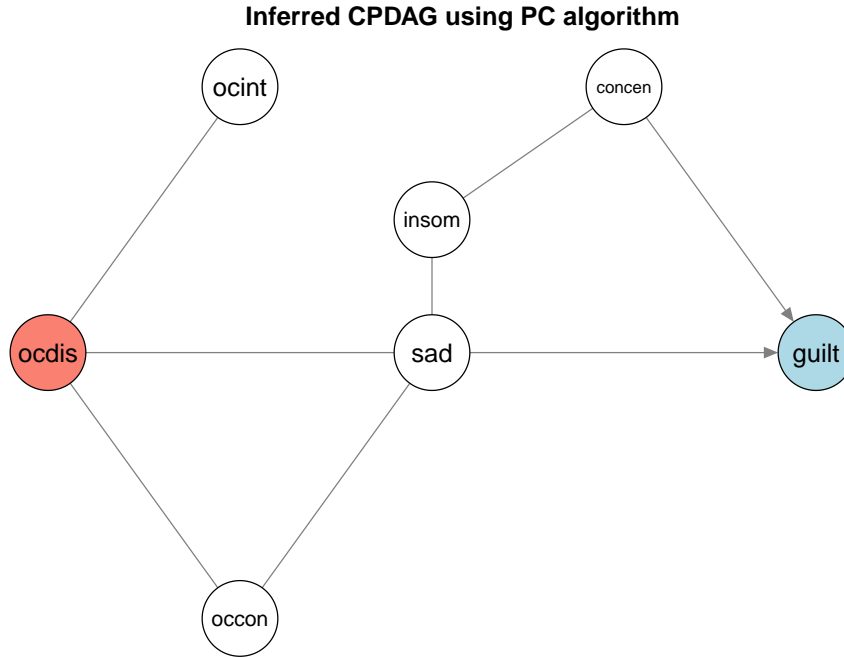 Inferred CPDAG using PC algorithm
ocint
concen
insom
ocdis
sad
guilt
occon